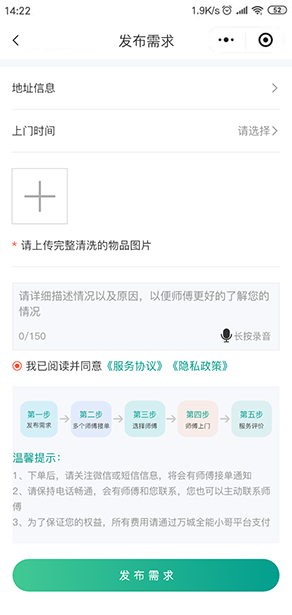 14:22
1.9K/s
52
发布需求
地址信息
上门时间
请选择
* 请上传完整清洗的物品图片
请详细描述情况以及原因，以便师傅更好的了解您的
情况
0/150
长按录音
我已阅读并同意《服务协议》《隐私政策》
第一步 第二步 第三步 第四步 第五步
发布需求 多个师傅接单 选择师傅 师傅上门 服务评价
温馨提示：
1、下单后，请关注微信或短信信息，将会有师傅接单通知
2、请保持电话畅通，会有师傅和您联系，您也可以主动联系师
傅
3、为了保证您的权益，所有费用请通过万城全能小哥平台支付
发布需求